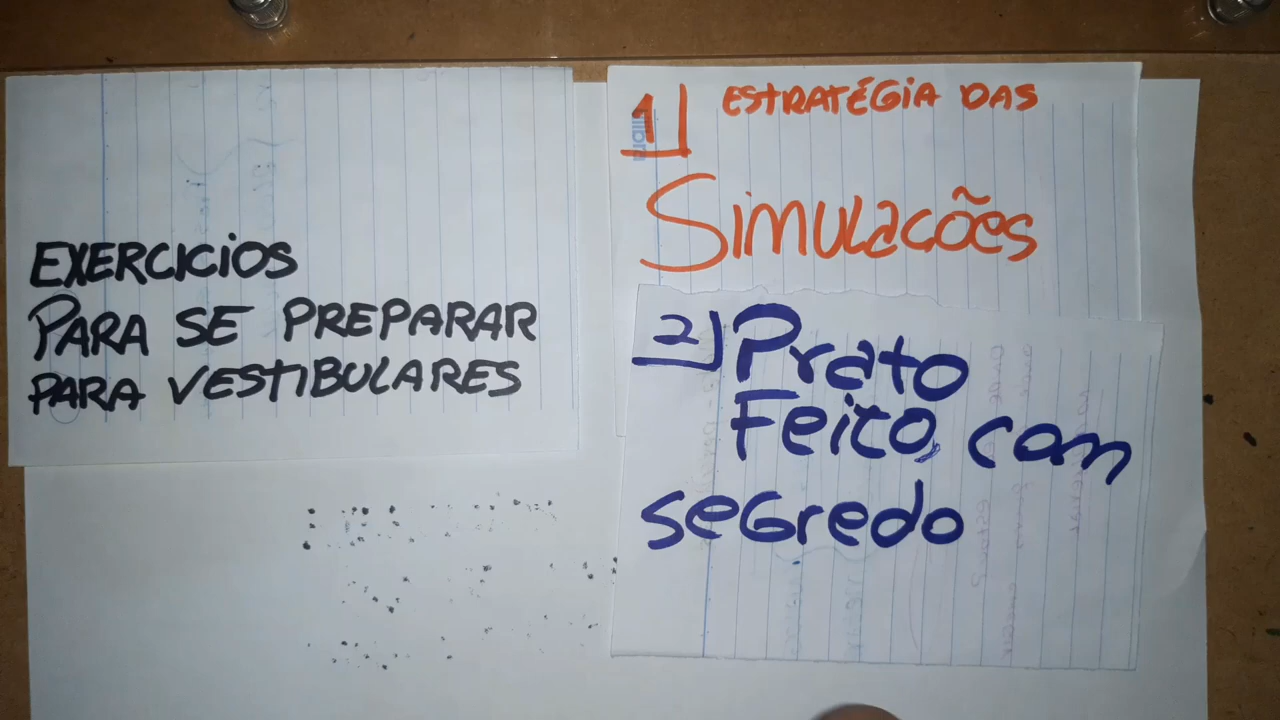 EXERCICIOS
PARA SE PREPARAR
PARA VESTIBULARES
1) ESTRATÉGIA DAS
Simulacões
2) Prato
Feito, com
segredo